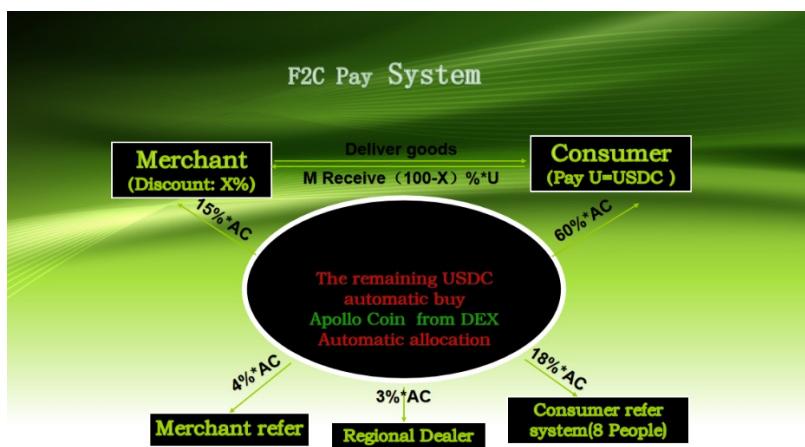 F2C Pay System
Merchant
(Discount: X%)
Deliver goods
M Receive（100-X）%*U
Consumer
(Pay U=USDC )
15%*AC
60%*AC
The remaining USDC
automatic buy
Apollo Coin from DEX
Automatic allocation
4%*AC
3%*AC
18%*AC
Merchant refer
Regional Dealer
Consumer refer
system(8 People)